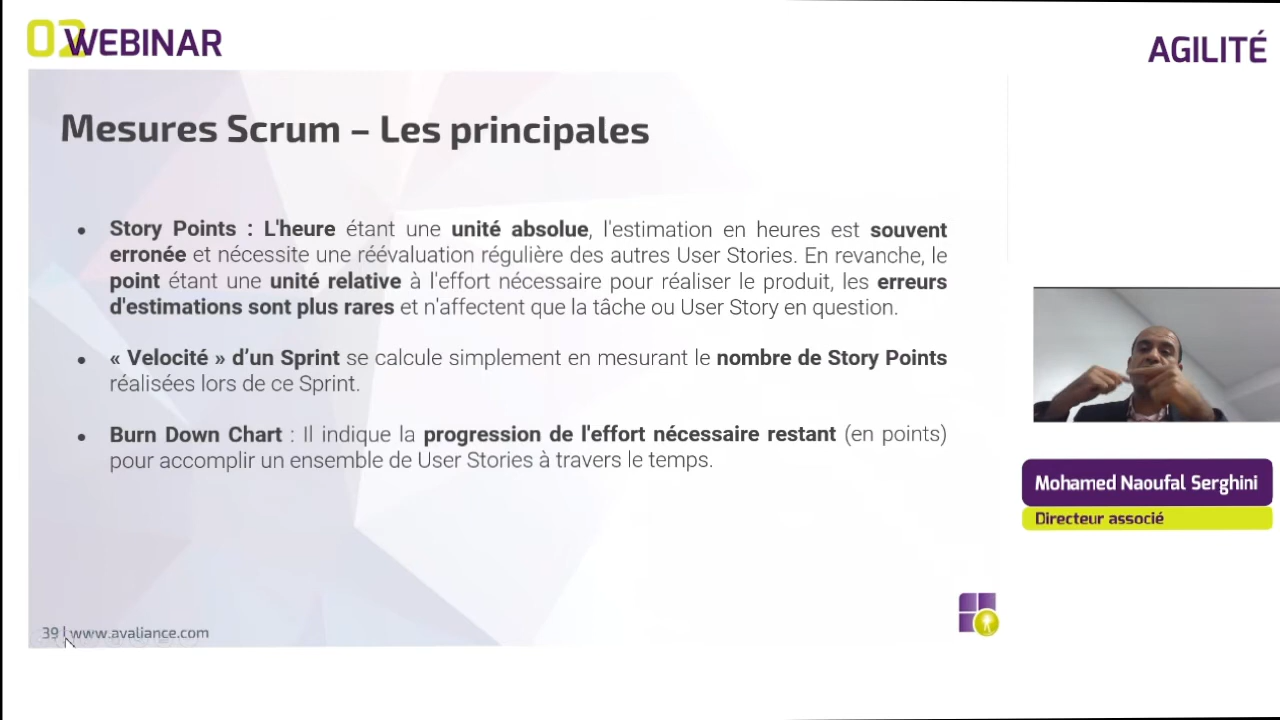 02 WEBINAR
AGILITÉ
Mesures Scrum – Les principales
• Story Points : L'heure étant une unité absolue, l'estimation en heures est souvent
erronée et nécessite une réévaluation régulière des autres User Stories. En revanche, le
point étant une unité relative à l'effort nécessaire pour réaliser le produit, les erreurs
d'estimations sont plus rares et n'affectent que la tâche ou User Story en question.
• « Velocité » d’un Sprint se calcule simplement en mesurant le nombre de Story Points
réalisées lors de ce Sprint.
• Burn Down Chart : Il indique la progression de l'effort nécessaire restant (en points)
pour accomplir un ensemble de User Stories à travers le temps.
Mohamed Naoufal Serghini
Directeur associé
39 | www.avaliance.com